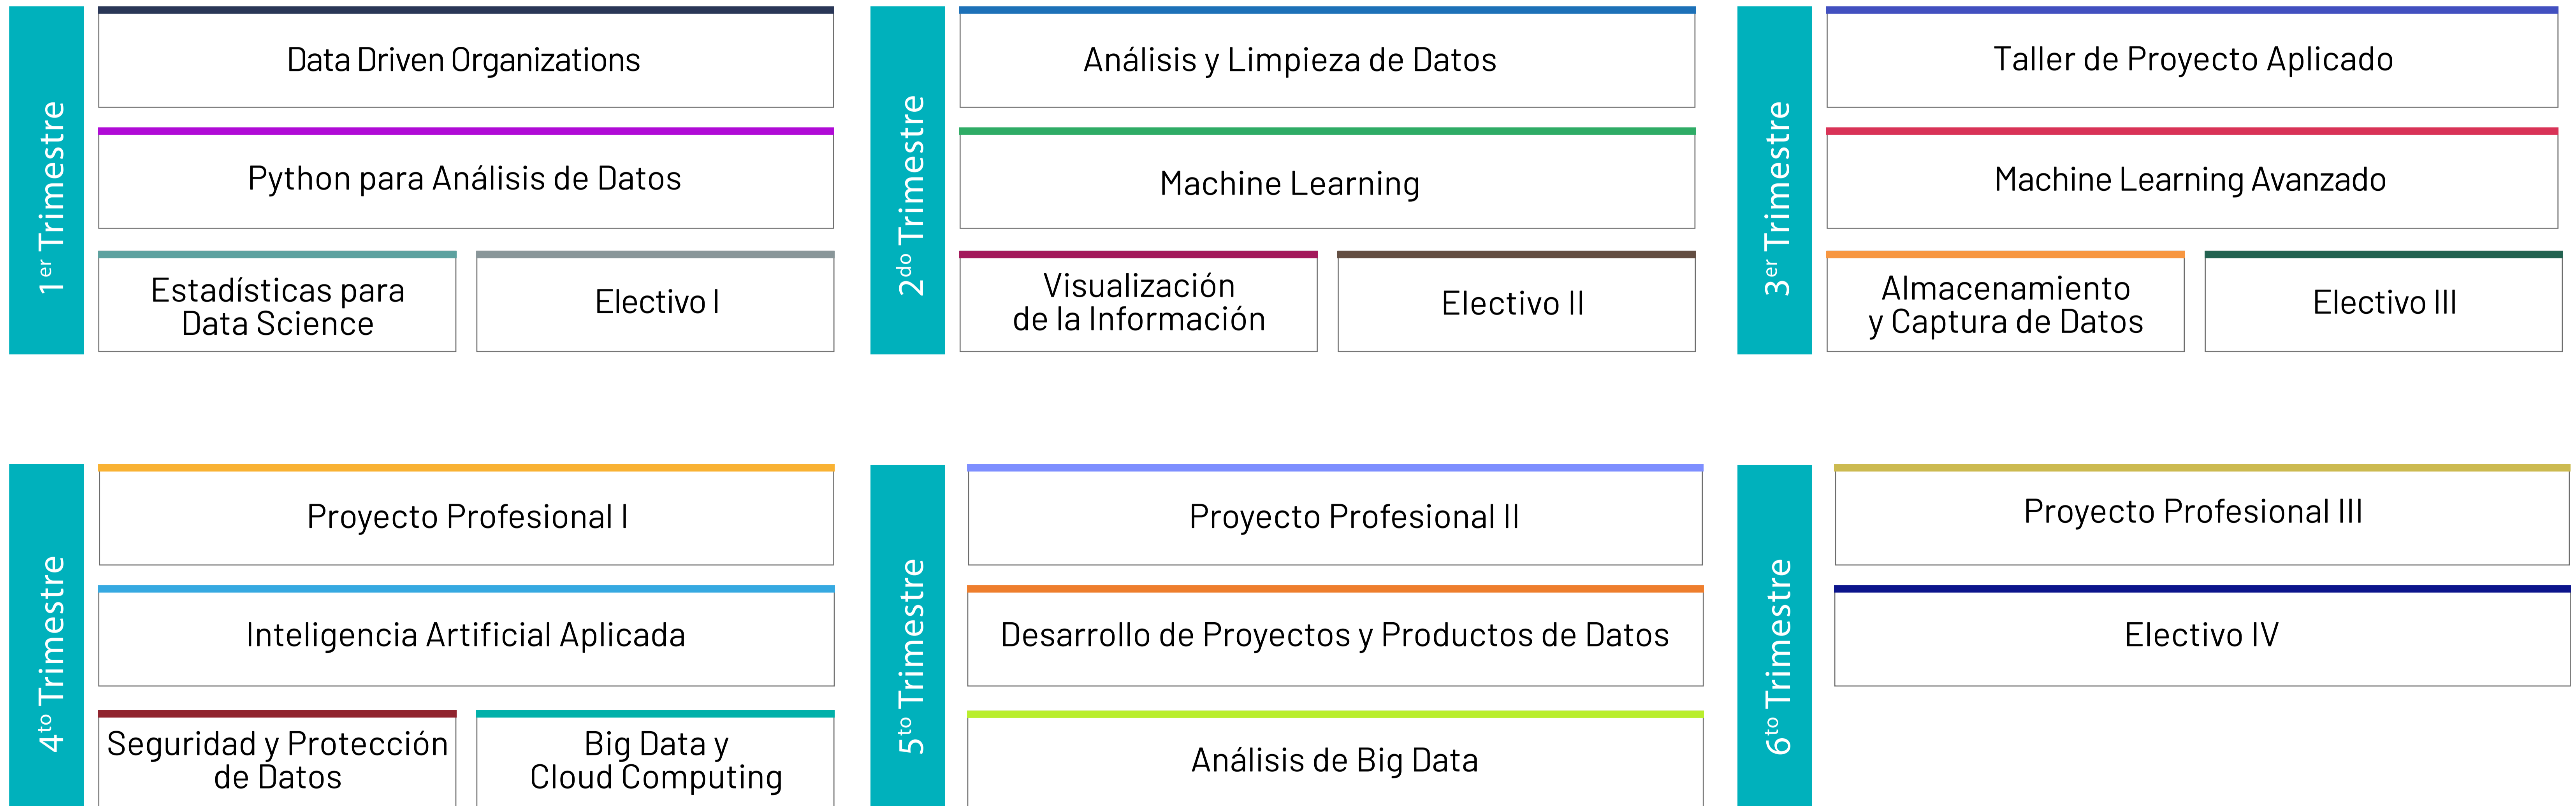 1er Trimestre
Data Driven Organizations
Python para Análisis de Datos
Estadísticas para
Data Science
Electivo I
2do Trimestre
Análisis y Limpieza de Datos
Machine Learning
Visualización
de la Información
Electivo II
3er Trimestre
Taller de Proyecto Aplicado
Machine Learning Avanzado
Almacenamiento
y Captura de Datos
Electivo III
4to Trimestre
Proyecto Profesional I
Inteligencia Artificial Aplicada
Seguridad y Protección
de Datos
Big Data y
Cloud Computing
5to Trimestre
Proyecto Profesional II
Desarrollo de Proyectos y Productos de Datos
Análisis de Big Data
6to Trimestre
Proyecto Profesional III
Electivo IV